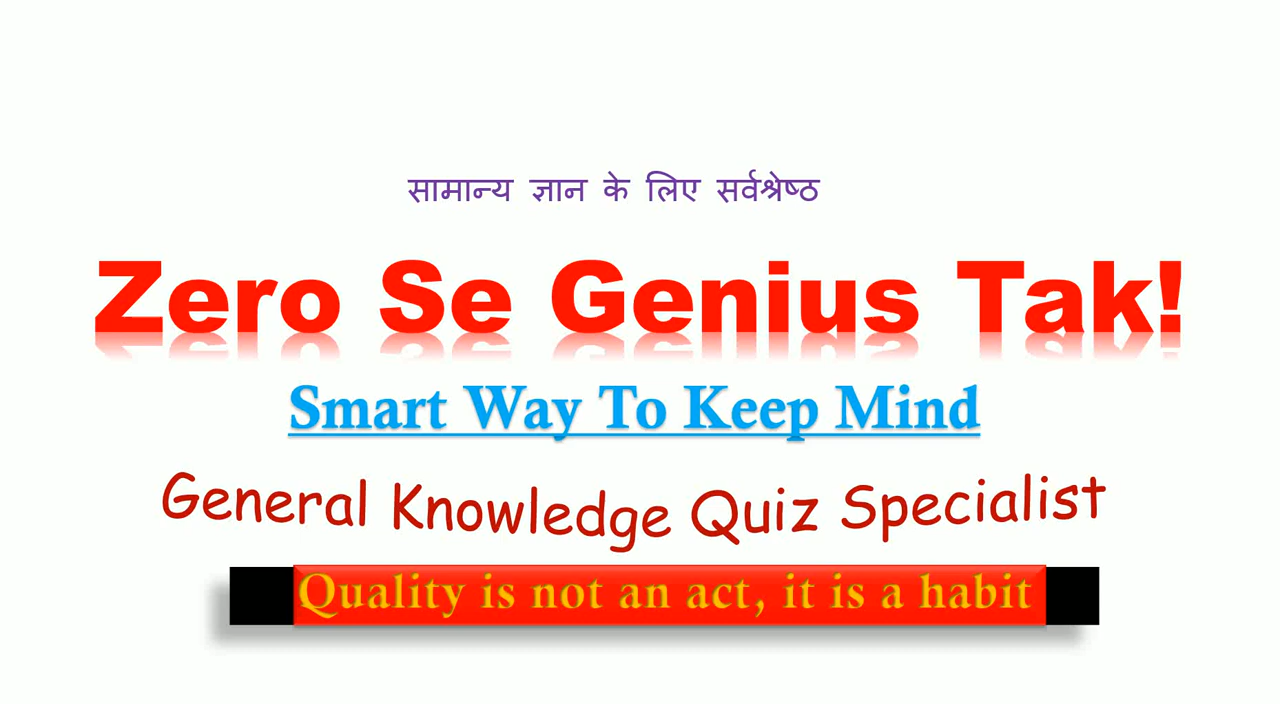 सामान्य ज्ञान के लिए सर्वश्रेष्ठ
Zero Se Genius Tak!
Smart Way To Keep Mind
General Knowledge Quiz Specialist
Quality is not an act, it is a habit